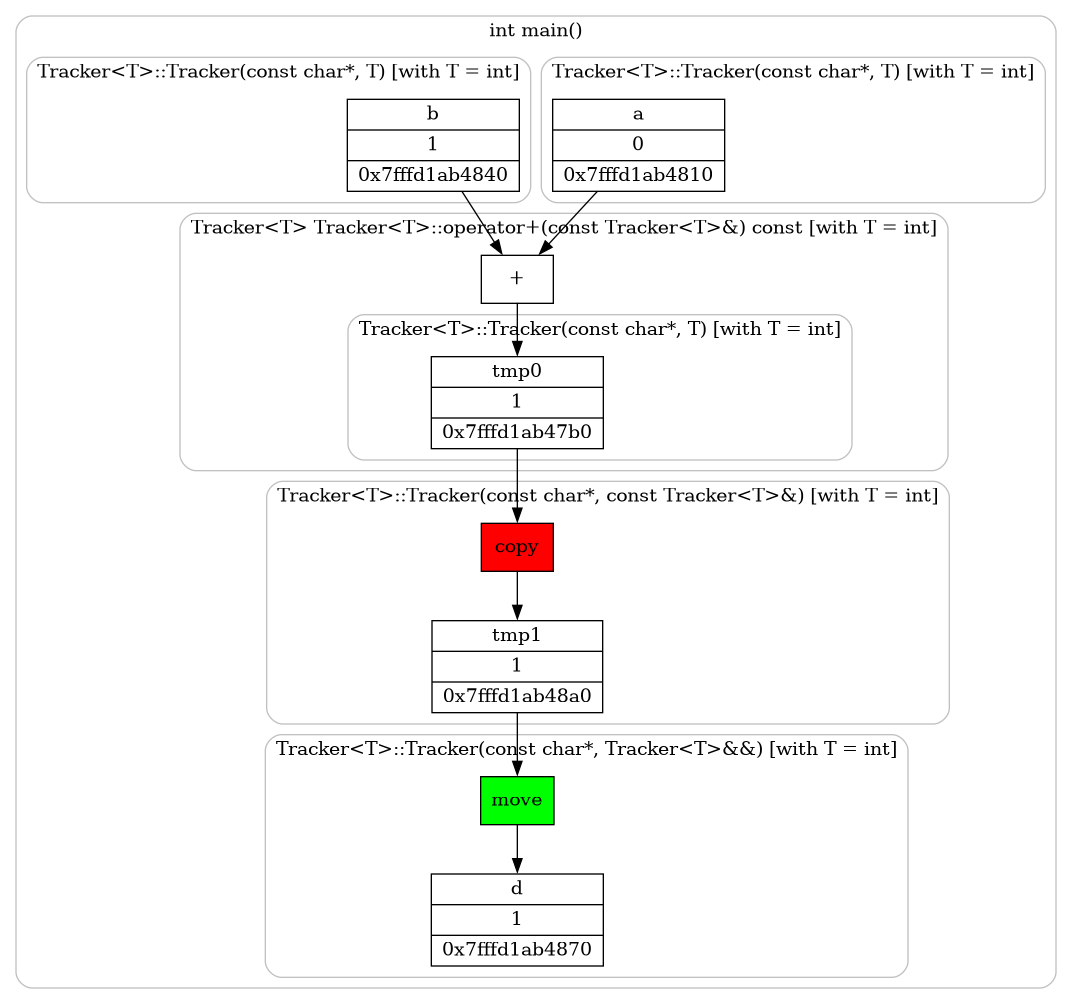 int main()
Tracker<T>::Tracker(const char*, T) [with T = int]
b
1
0x7fffd1ab4840
Tracker<T>::Tracker(const char*, T) [with T = int]
a
0
0x7fffd1ab4810
Tracker<T> Tracker<T>::operator+(const Tracker<T>&) const [with T = int]
+
Tracker<T>::Tracker(const char*, T) [with T = int]
tmp0
1
0x7fffd1ab47b0
Tracker<T>::Tracker(const char*, const Tracker<T>&) [with T = int]
copy
tmp1
1
0x7fffd1ab48a0
Tracker<T>::Tracker(const char*, Tracker<T>&&) [with T = int]
move
d
1
0x7fffd1ab4870